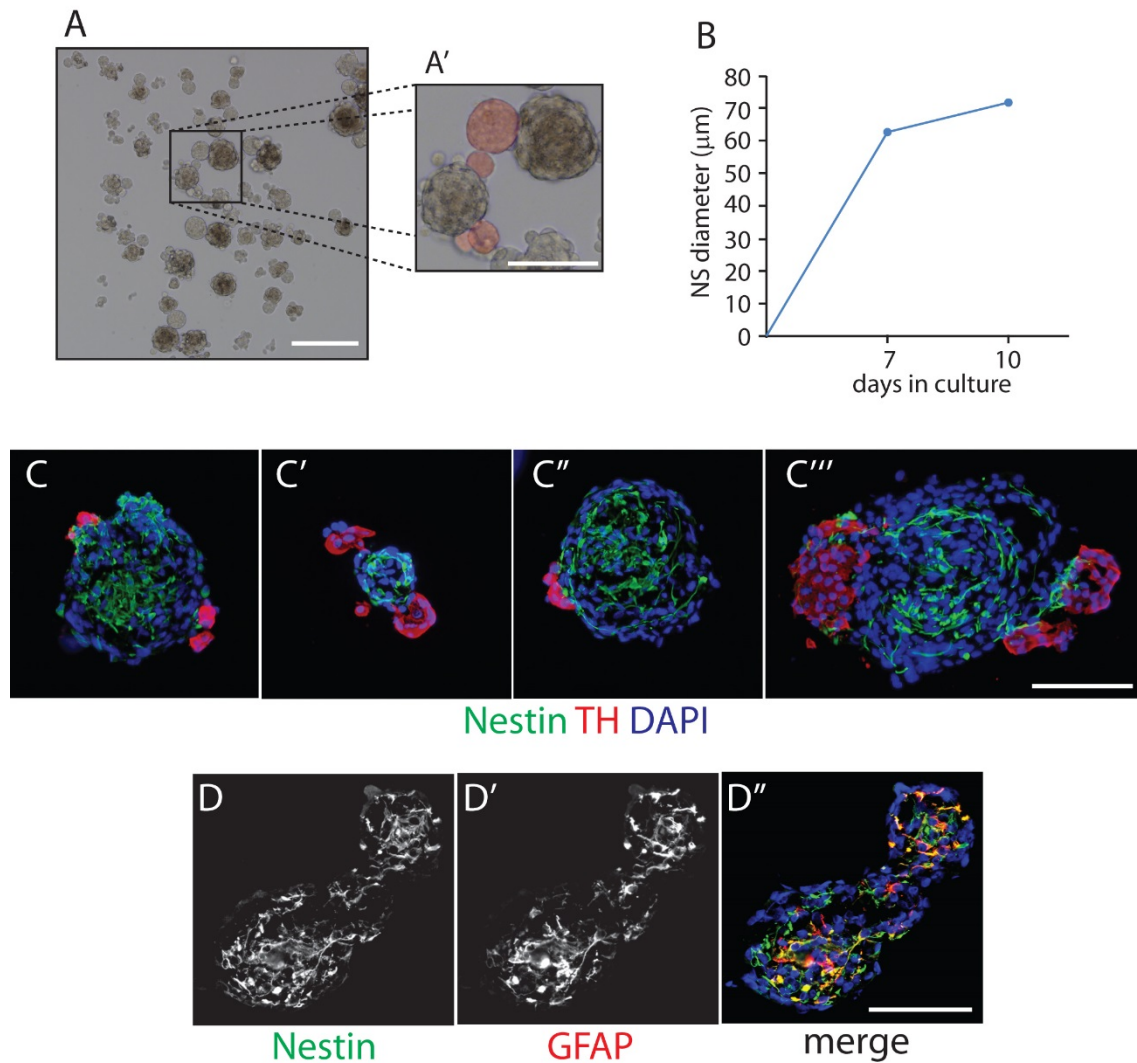 A
A'
B
NS diameter (μm)
80
70
60
50
40
30
20
10
0
7
10
days in culture
C
C'
C''
C'''
Nestin TH DAPI
D
D'
D''
Nestin
GFAP
merge